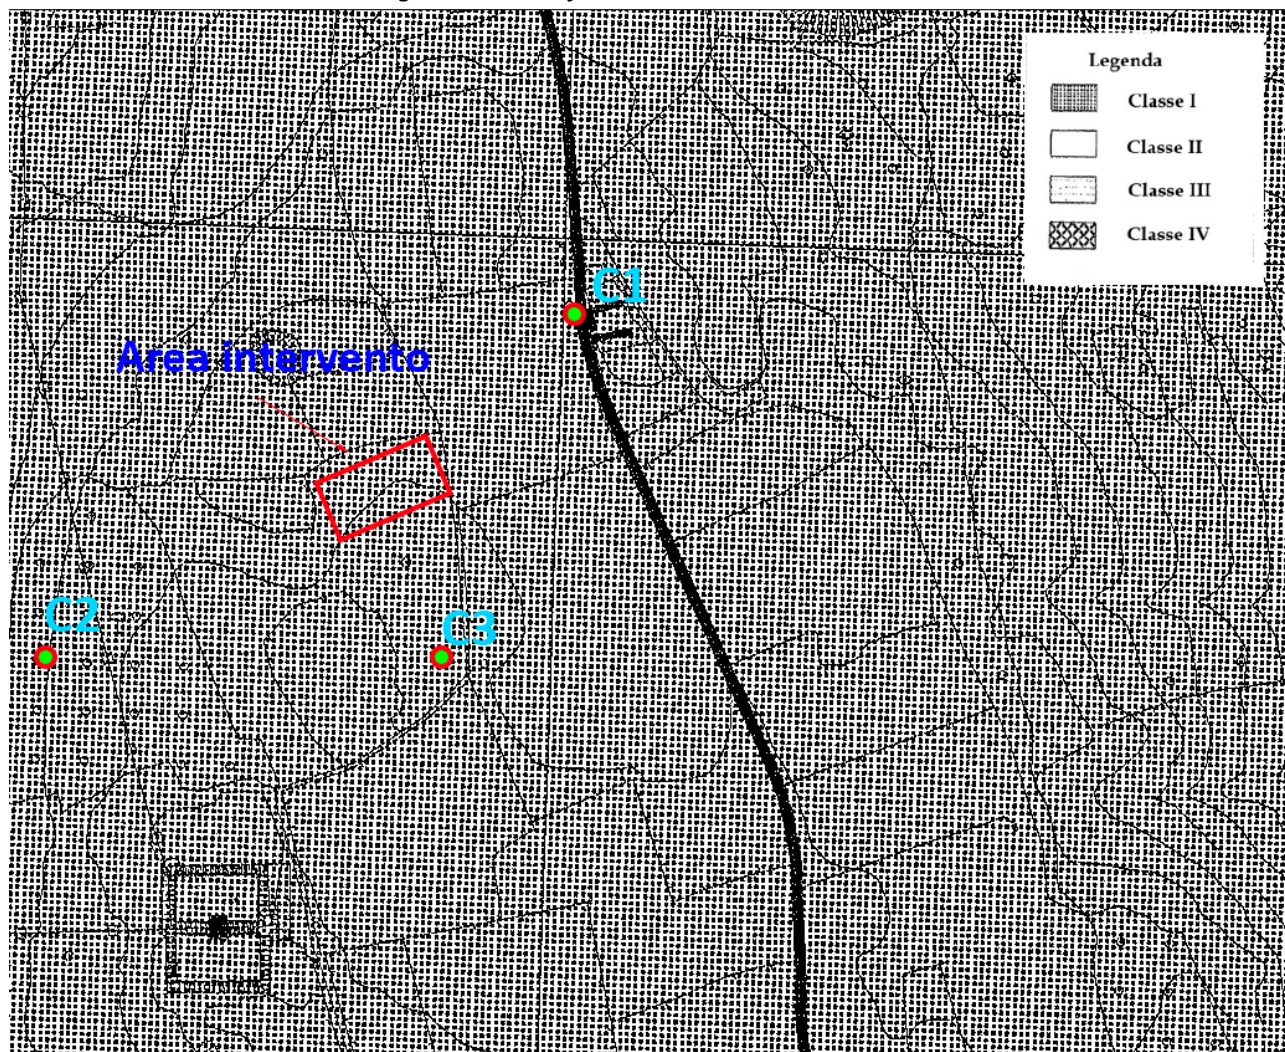 Legenda
Classe I
Classe II
Classe III
Classe IV
C1
Area intervento
C2
C3